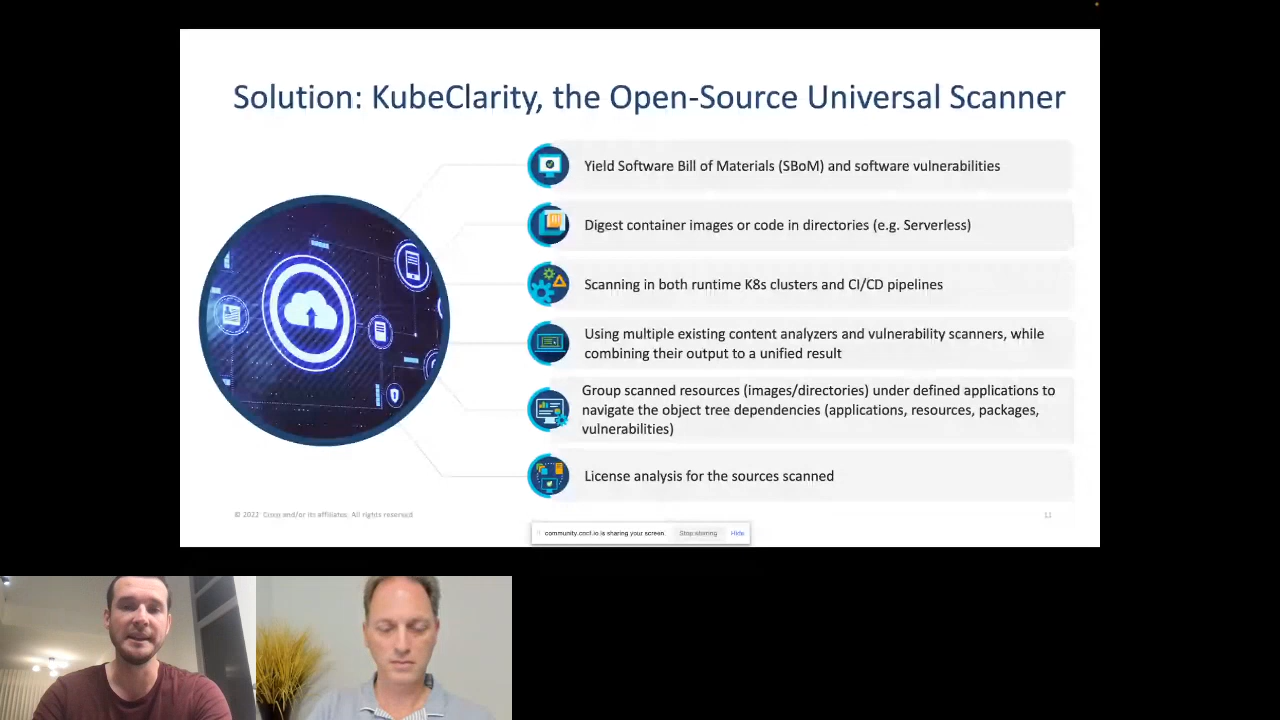 Solution: KubeClarity, the Open-Source Universal Scanner
Yield Software Bill of Materials (SBoM) and software vulnerabilities
Digest container images or code in directories (e.g. Serverless)
Scanning in both runtime K8s clusters and CI/CD pipelines
Using multiple existing content analyzers and vulnerability scanners, while
combining their output to a unified result
Group scanned resources (images/directories) under defined applications to
navigate the object tree dependencies (applications, resources, packages,
vulnerabilities)
License analysis for the sources scanned
and/or its affiliates. All rights reserved
community.cncf.io is sharing your screen.
Stop sharing
Hide